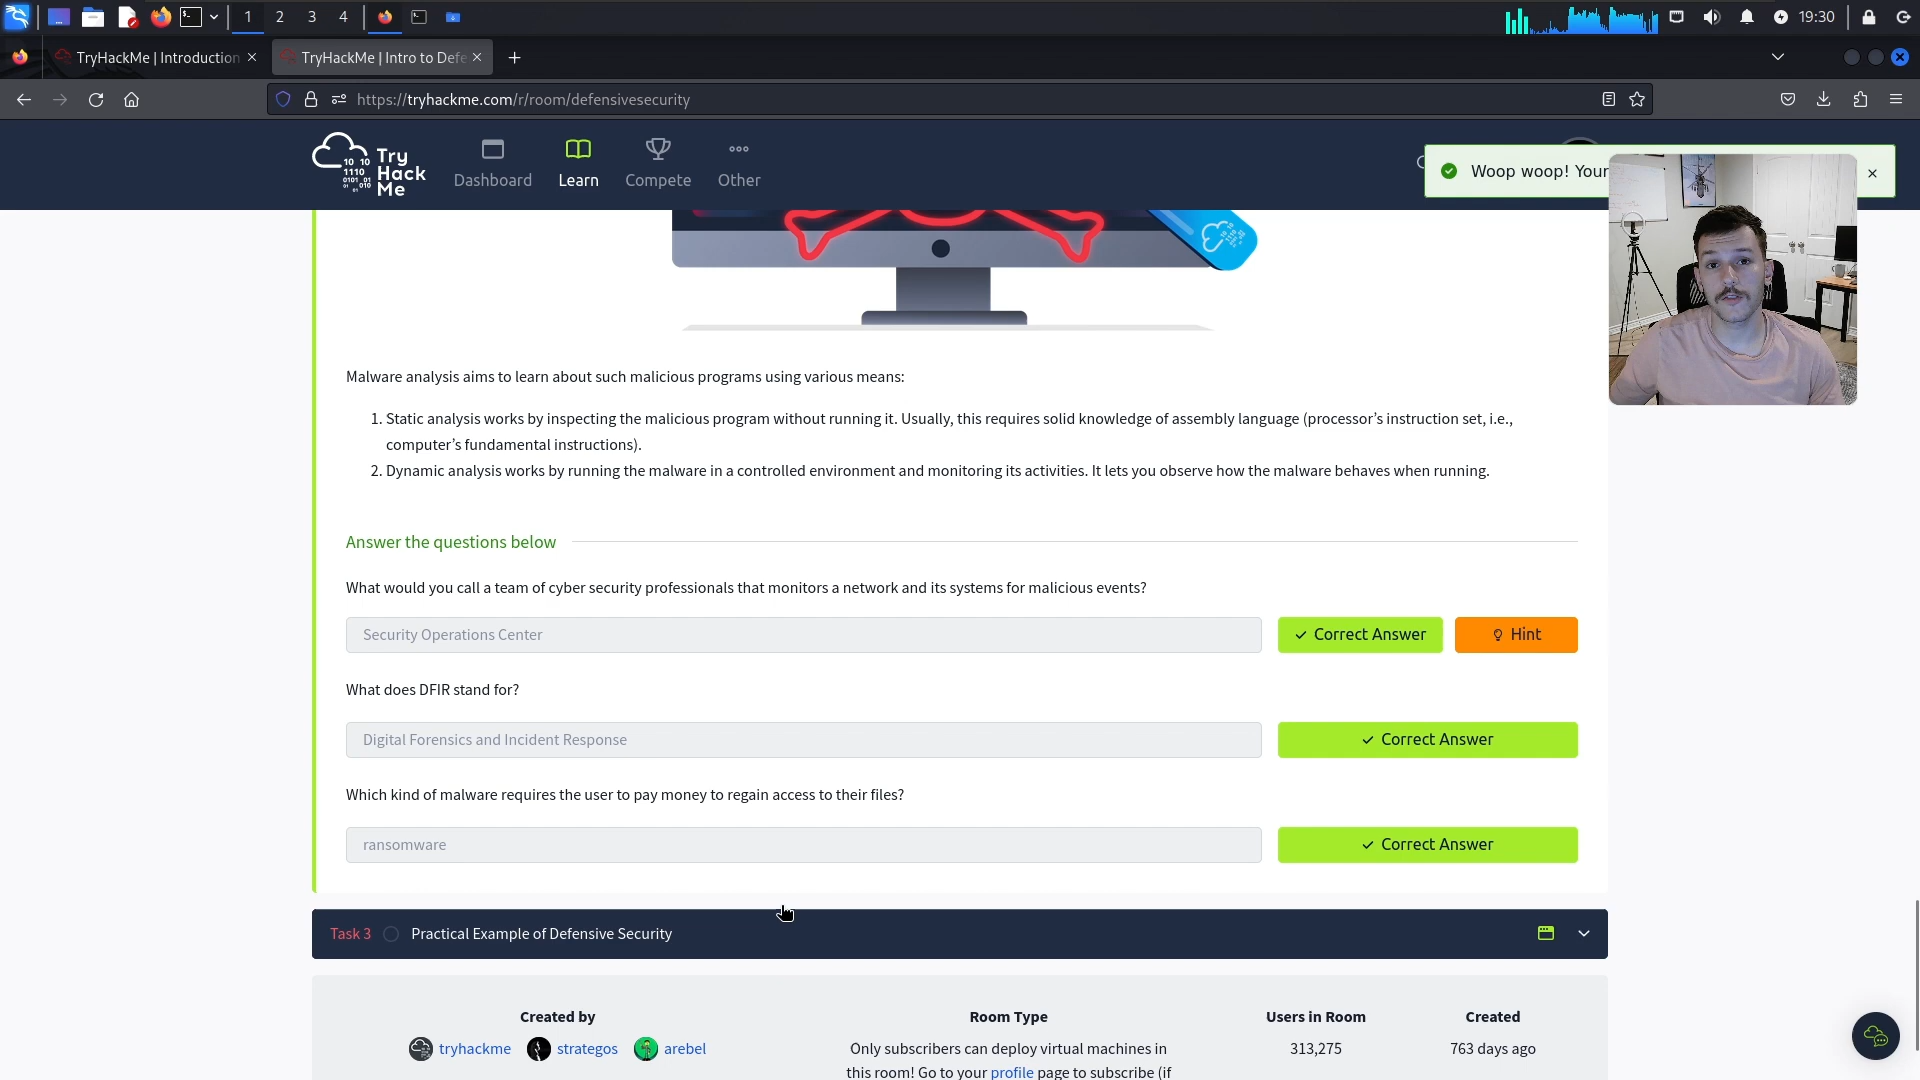 1 2 3 4
19:30
TryHackMe | Introduction
TryHackMe | Intro to Defe
https://tryhackme.com/r/room/defensivesecurity
Try
Hack
Me
Dashboard
Learn
Compete
Other
Woop woop! Your
Malware analysis aims to learn about such malicious programs using various means:
1. Static analysis works by inspecting the malicious program without running it. Usually, this requires solid knowledge of assembly language (processor’s instruction set, i.e.,
computer’s fundamental instructions).
2. Dynamic analysis works by running the malware in a controlled environment and monitoring its activities. It lets you observe how the malware behaves when running.
Answer the questions below
What would you call a team of cyber security professionals that monitors a network and its systems for malicious events?
Security Operations Center
Correct Answer
Hint
What does DFIR stand for?
Digital Forensics and Incident Response
Correct Answer
Which kind of malware requires the user to pay money to regain access to their files?
ransomware
Correct Answer
Task 3 Practical Example of Defensive Security
Created by
Room Type
Users in Room
Created
tryhackme strategos arebel
Only subscribers can deploy virtual machines in
313,275
763 days ago
this room! Go to your profile page to subscribe (if